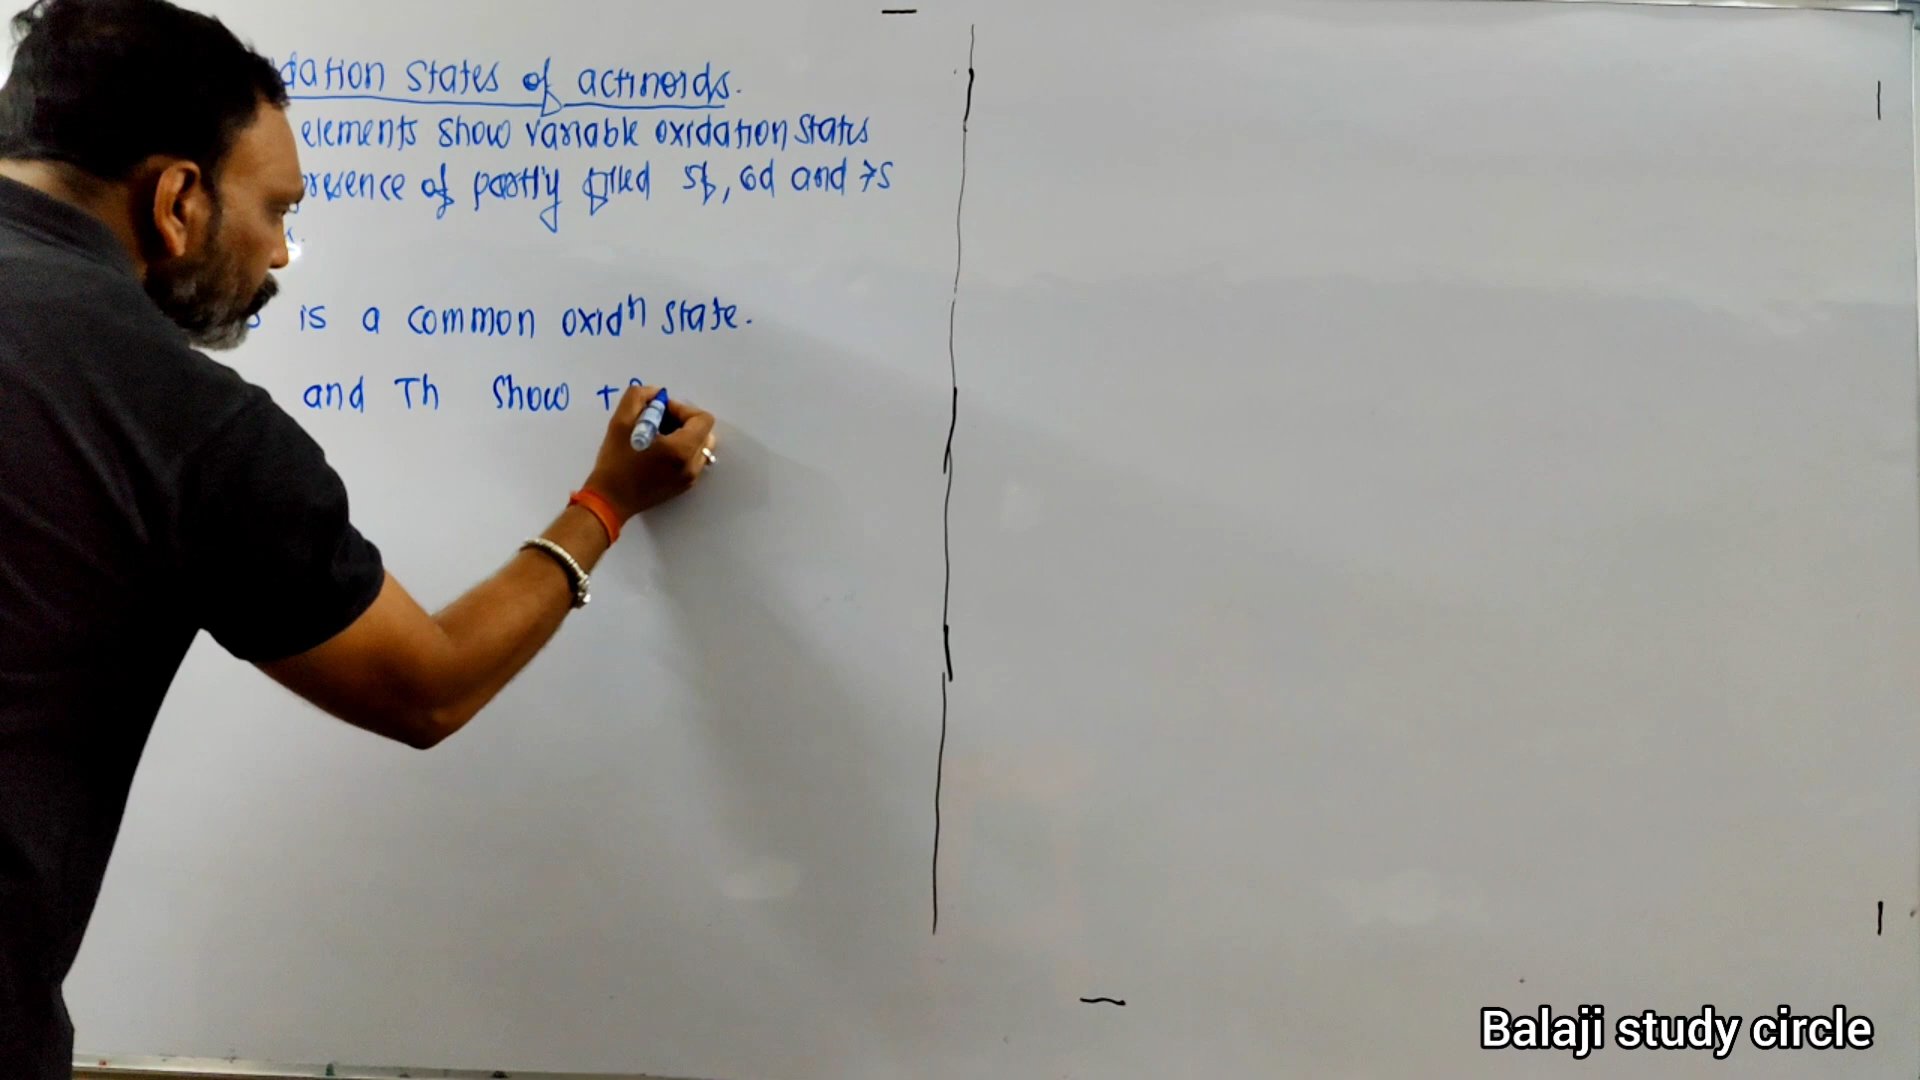 dation states of actinoids.
elements show variable oxidation states
presence of partly filled 5f, 6d and 7s
is a common oxidn state.
and Th show +
Balaji study circle